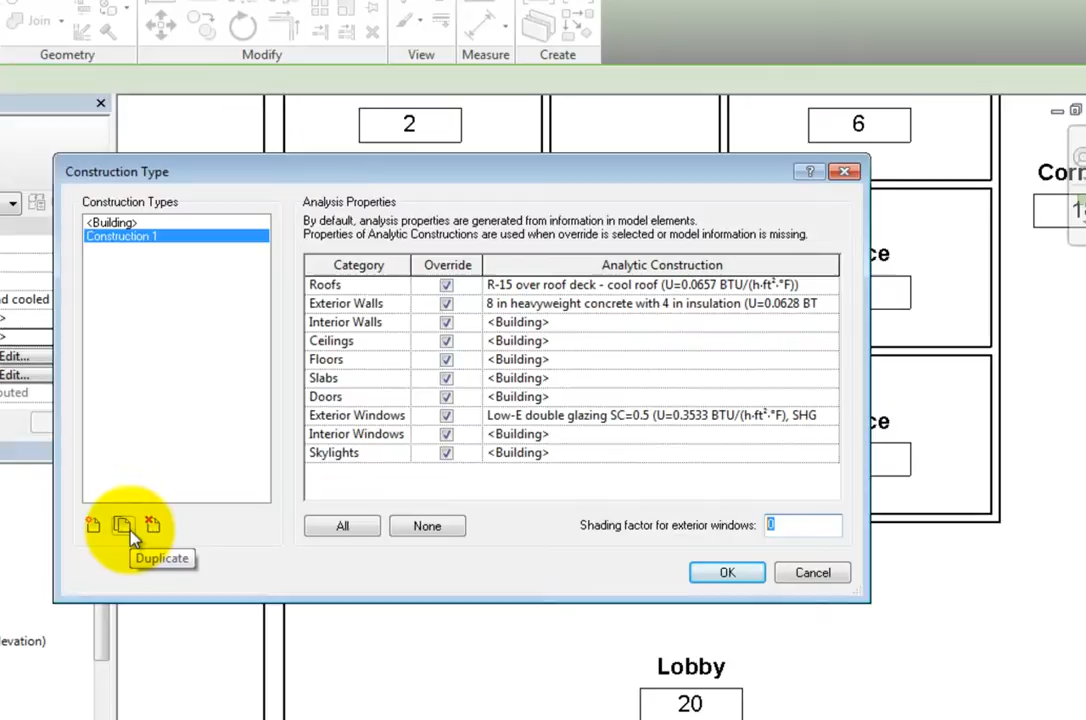 Join
Geometry
Modify
View
Measure
Create
2
6
Corr
Construction Type
Construction Types
<Building>
Construction 1
Analysis Properties
By default, analysis properties are generated from information in model elements.
Properties of Analytic Constructions are used when override is selected or model information is missing.
Category Override Analytic Construction
Roofs R-15 over roof deck - cool roof (U=0.0657 BTU/(h·ft²·°F))
Exterior Walls 8 in heavyweight concrete with 4 in insulation (U=0.0628 BT
Interior Walls <Building>
Ceilings <Building>
Floors <Building>
Slabs <Building>
Doors <Building>
Exterior Windows Low-E double glazing SC=0.5 (U=0.3533 BTU/(h·ft²·°F), SHG
Interior Windows <Building>
Skylights <Building>
All
None
Shading factor for exterior windows: 0
Duplicate
OK
Cancel
nd cooled
>
>
Edit...
Edit...
puted
ce
ce
levation)
Lobby
20